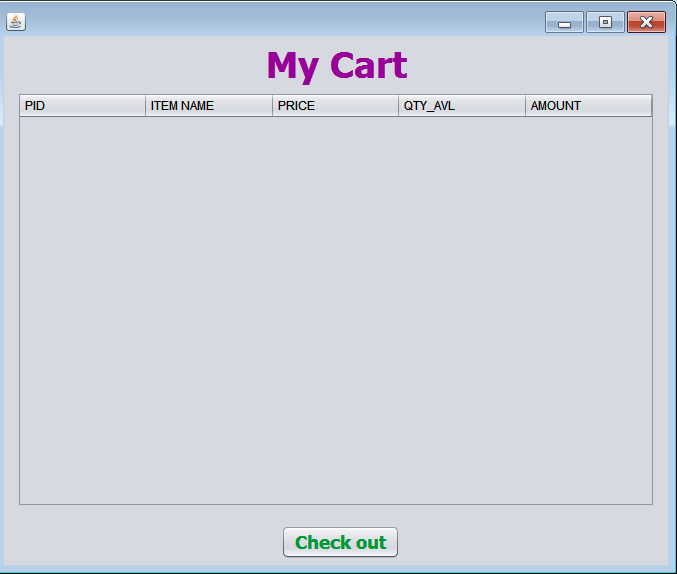 My Cart
PID ITEM NAME PRICE QTY_AVL AMOUNT
Check out